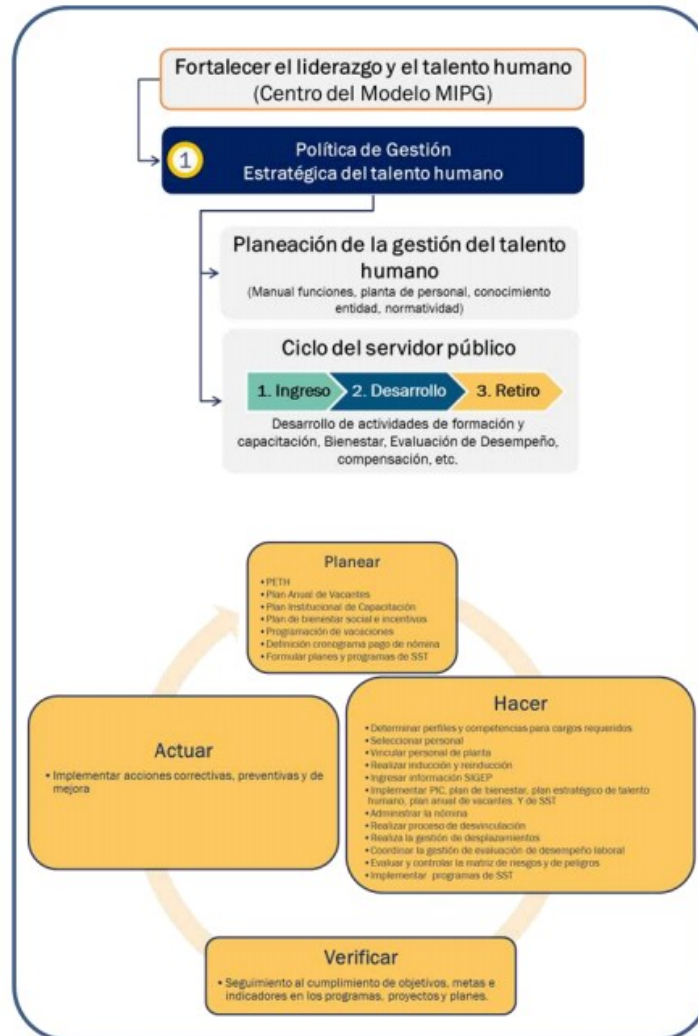 Fortalecer el liderazgo y el talento humano
(Centro del Modelo MIPG)
1
Política de Gestión
Estratégica del talento humano
Planeación de la gestión del talento
humano
(Manual funciones, planta de personal, conocimiento
entidad, normatividad)
Ciclo del servidor público
1. Ingreso
2. Desarrollo
3. Retiro
Desarrollo de actividades de formación y
capacitación, Bienestar, Evaluación de Desempeño,
compensación, etc.
Planear
•PETH
•Plan Anual de Vacantes
•Plan Institucional de Capacitación
•Plan de bienestar social e incentivos
•Programación de vacaciones
•Definición cronograma pago de nómina
•Formular planes y programas de SST
Hacer
•Determinar perfiles y competencias para cargos requeridos
•Seleccionar personal
•Vincular personal de planta
•Realizar inducción y reinducción
•Ingresar información SIGEP
•Implementar PIC, plan de bienestar, plan estratégico de talento
humano, plan anual de vacantes. Y de SST
•Administrar la nómina
•Realizar proceso de desvinculación
•Realiza la gestión de desplazamientos
•Coordinar la gestión de evaluación de desempeño laboral
•Evaluar y controlar la matriz de riesgos y de peligros
•Implementar programas de SST
Actuar
• Implementar acciones correctivas, preventivas y de
mejora
Verificar
• Seguimiento al cumplimiento de objetivos, metas e
indicadores en los programas, proyectos y planes.